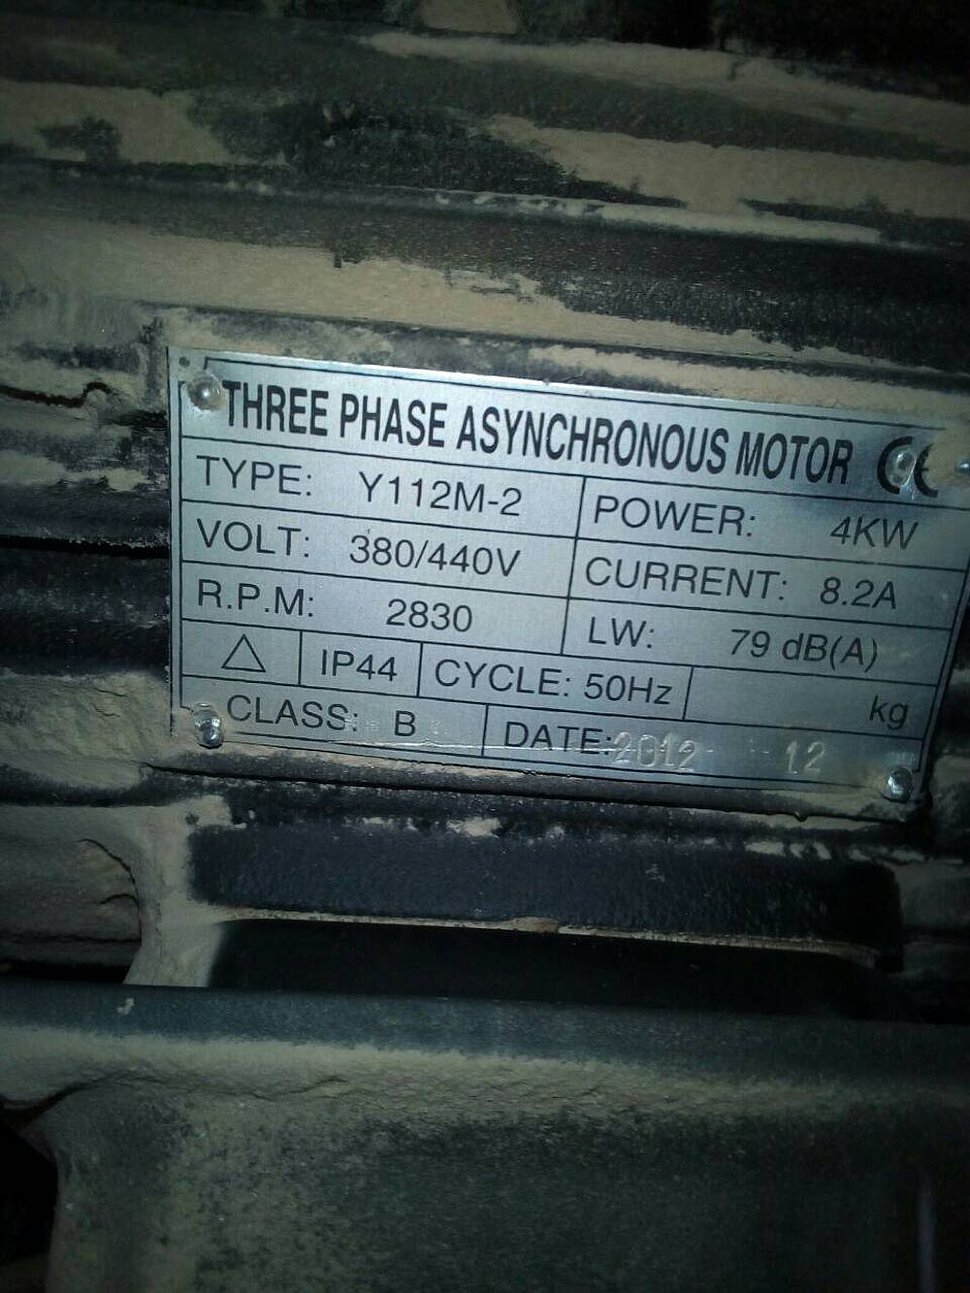 THREE PHASE ASYNCHRONOUS MOTOR CE
TYPE: Y112M-2 POWER: 4KW
VOLT: 380/440V CURRENT: 8.2A
R.P.M: 2830 LW: 79 dB(A)
△ IP44 CYCLE: 50Hz kg
CLASS: B DATE: 2012 12